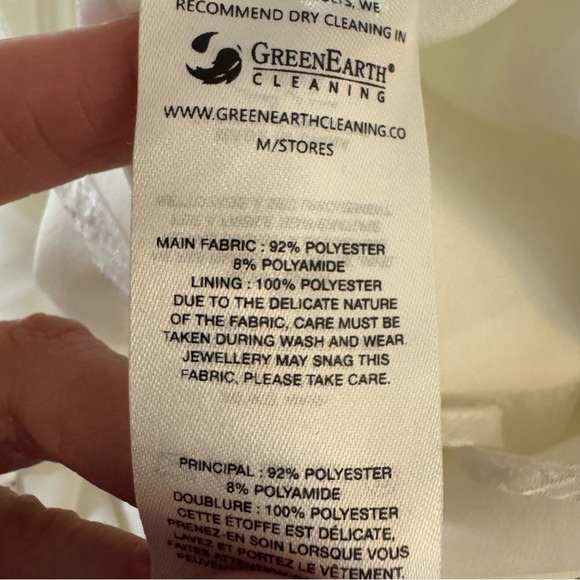 WE
RECOMMEND DRY CLEANING IN
GREENEARTH®
CLEANING
WWW.GREENEARTHCLEANING.CO
M/STORES
MAIN FABRIC : 92% POLYESTER
8% POLYAMIDE
LINING : 100% POLYESTER
DUE TO THE DELICATE NATURE
OF THE FABRIC, CARE MUST BE
TAKEN DURING WASH AND WEAR.
JEWELLERY MAY SNAG THIS
FABRIC. PLEASE TAKE CARE.
PRINCIPAL : 92% POLYESTER
8% POLYAMIDE
DOUBLURE : 100% POLYESTER
CETTE ÉTOFFE EST DÉLICATE,
PRENEZ-EN SOIN LORSQUE VOUS
LAVEZ ET PORTEZ LE VÊTEMENT.
FAITES ATTENTION